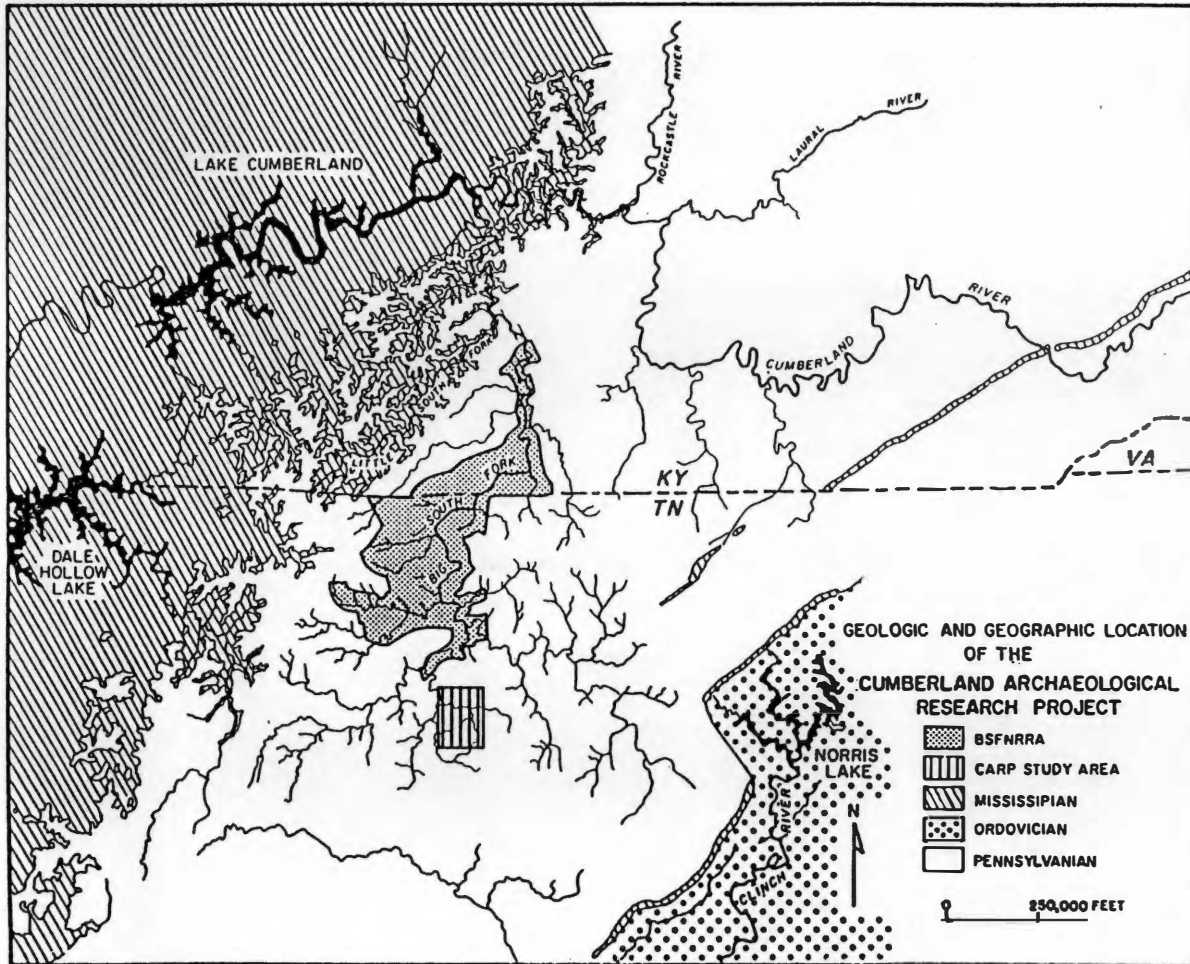 ROCKCASTLE RIVER
LAURAL RIVER
LAKE CUMBERLAND
CUMBERLAND RIVER
SOUTH FORK
LITTLE
KY
TN
VA
BIG SOUTH FORK
DALE
HOLLOW
LAKE
GEOLOGIC AND GEOGRAPHIC LOCATION
OF THE
CUMBERLAND ARCHAEOLOGICAL
RESEARCH PROJECT
BSFNRRA
CARP STUDY AREA
MISSISSIPIAN
ORDOVICIAN
PENNSYLVANIAN
NORRIS
LAKE
CLINCH RIVER
N
0 250,000 FEET